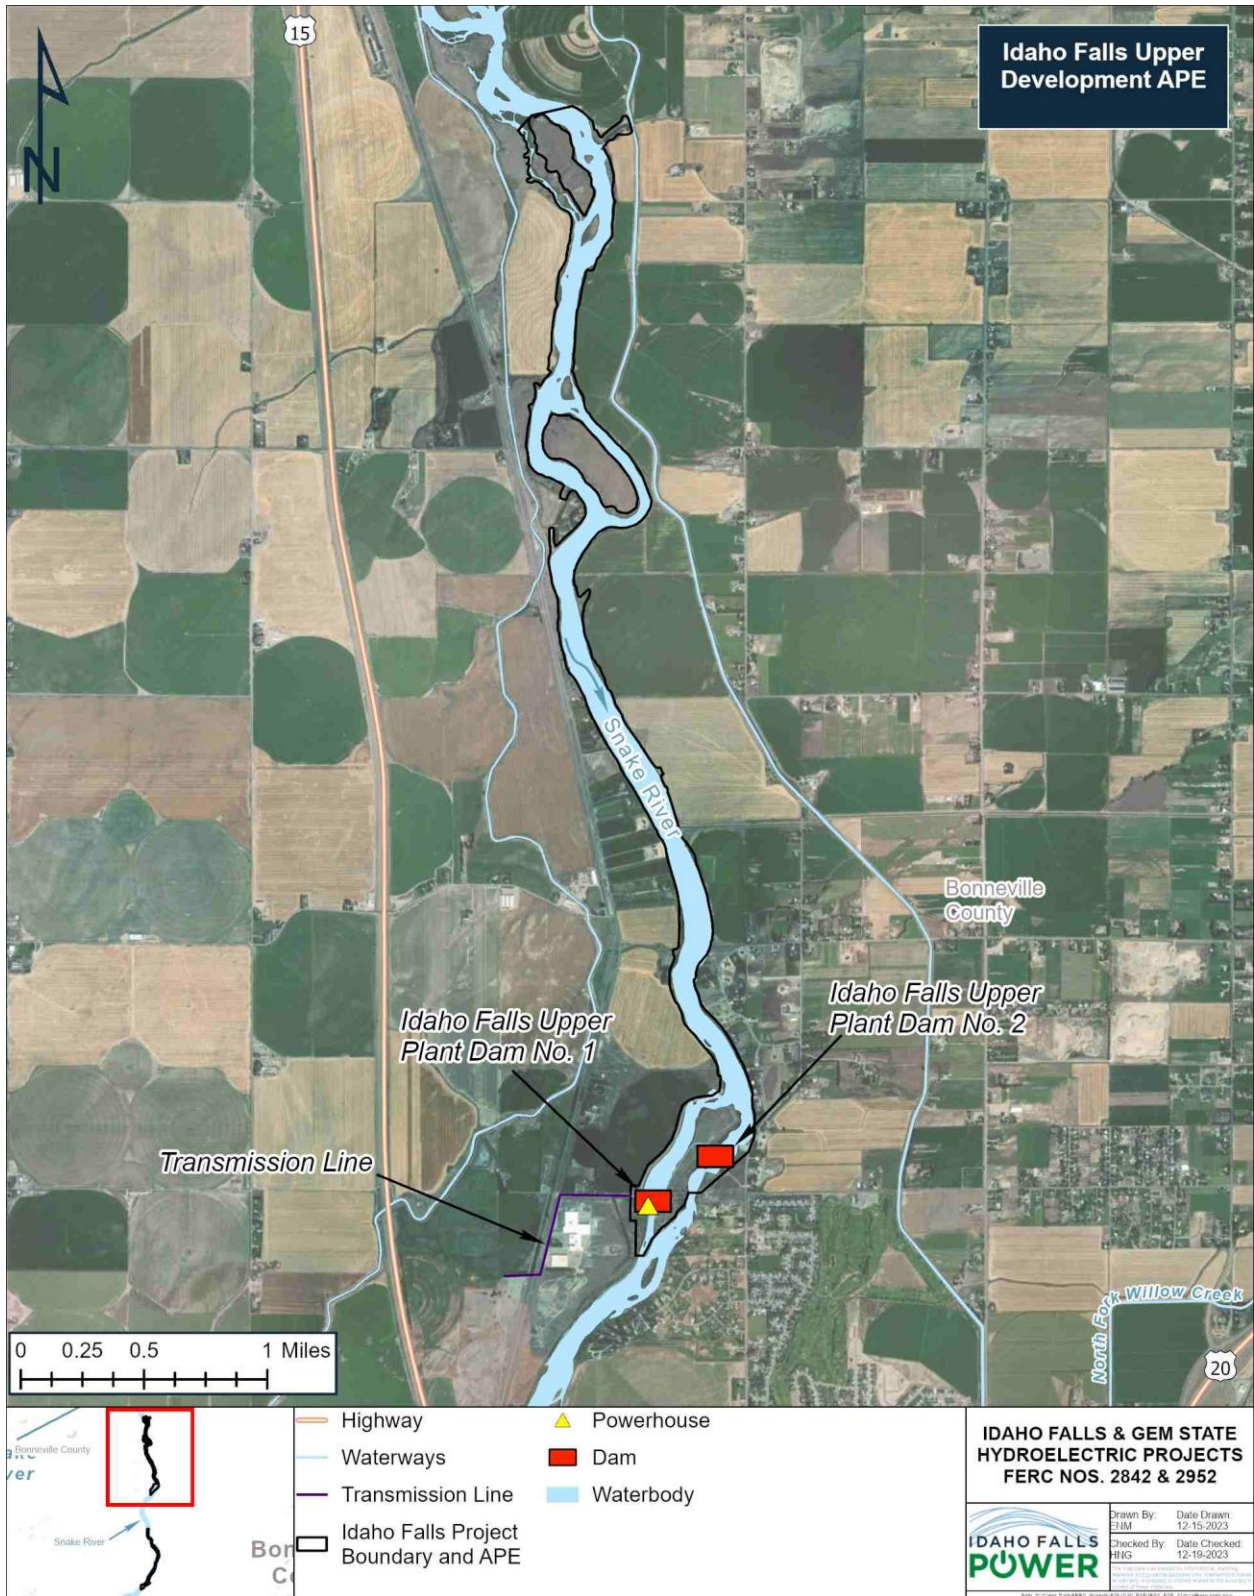 15
Idaho Falls Upper
Development APE
N
Snake River
Bonneville
County
Idaho Falls Upper
Plant Dam No. 2
Idaho Falls Upper
Plant Dam No. 1
Transmission Line
North Fork Willow Creek
20
0 0.25 0.5 1 Miles
Bonneville County
Snake River
Highway
Waterways
Transmission Line
Idaho Falls Project
Boundary and APE
Powerhouse
Dam
Waterbody
IDAHO FALLS & GEM STATE
HYDROELECTRIC PROJECTS
FERC NOS. 2842 & 2952
IDAHO FALLS
POWER
Drawn By: Date Drawn:
ENM 12-15-2023
Checked By: Date Checked:
HNG 12-19-2023